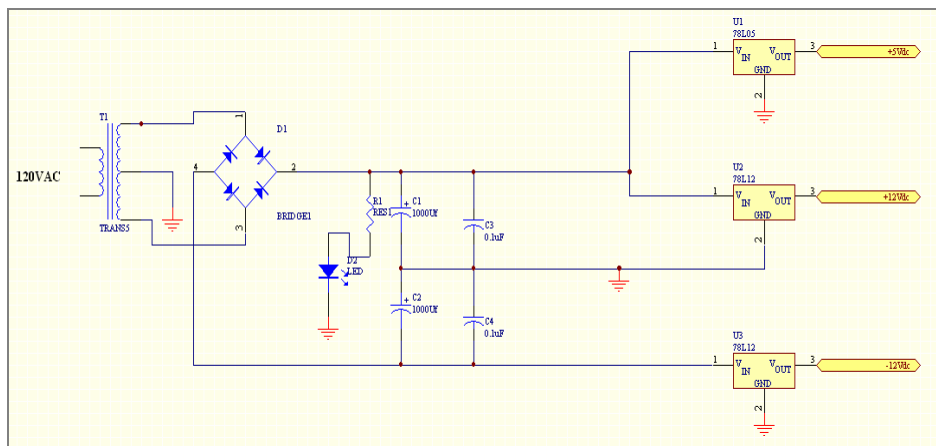 U1
78L05
1
V IN
V OUT
3
+5Vdc
GND
2
T1
1
D1
120VAC
4
2
U2
78L12
1
V IN
V OUT
3
+12Vdc
GND
2
R1
RES1
C1
1000Uf
TRANS5
BRIDGE1
3
C3
0.1uF
D2
LED
C2
1000Uf
C4
0.1uF
U3
78L12
1
V IN
V OUT
3
-12Vdc
GND
2